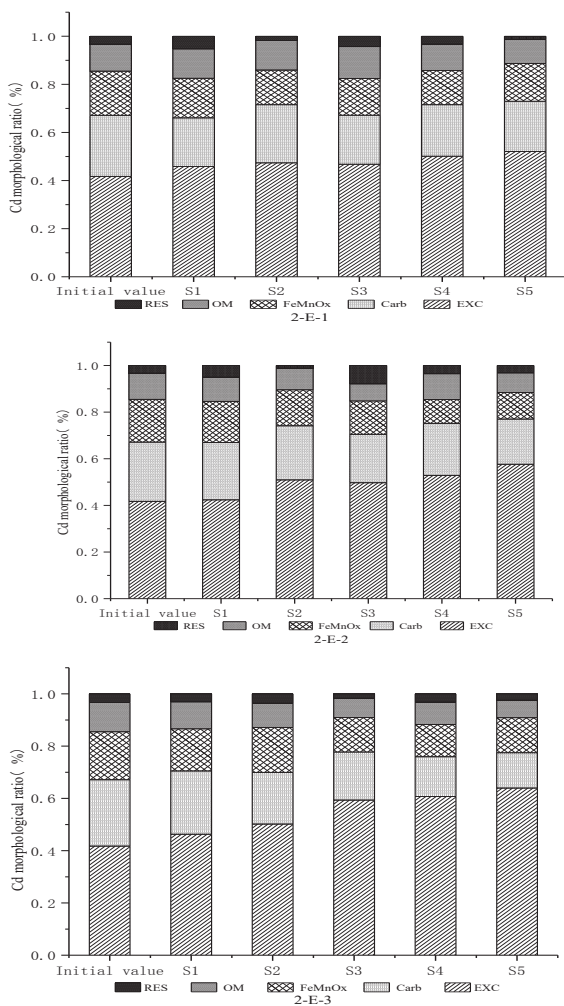 Cd morphological ratio( %)
1. 0
0. 8
0. 6
0. 4
0. 2
0. 0
Initial value S1 S2 S3 S4 S5
RES OM FeMnOx Carb EXC
2-E-1
Cd morphological ratio( %)
1. 0
0. 8
0. 6
0. 4
0. 2
0. 0
Initial value S1 S2 S3 S4 S5
RES OM FeMnOx Carb EXC
2-E-2
Cd morphological ratio( %)
1. 0
0. 8
0. 6
0. 4
0. 2
0. 0
Initial value S1 S2 S3 S4 S5
RES OM FeMnOx Carb EXC
2-E-3